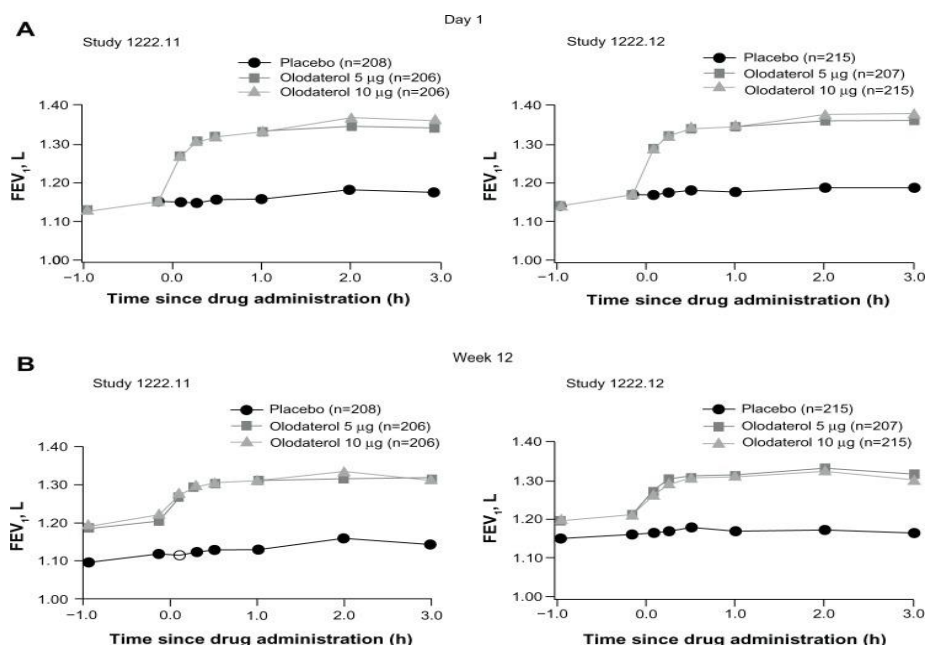 A
Day 1
Study 1222.11
Placebo (n=208)
Olodaterol 5 µg (n=206)
Olodaterol 10 µg (n=206)
FEV1, L
1.40
1.30
1.20
1.10
1.00
−1.0
0.0
1.0
2.0
3.0
Time since drug administration (h)
Study 1222.12
Placebo (n=215)
Olodaterol 5 µg (n=207)
Olodaterol 10 µg (n=215)
FEV1, L
1.40
1.30
1.20
1.10
1.00
−1.0
0.0
1.0
2.0
3.0
Time since drug administration (h)
B
Week 12
Study 1222.11
Placebo (n=208)
Olodaterol 5 µg (n=206)
Olodaterol 10 µg (n=206)
FEV1, L
1.40
1.30
1.20
1.10
1.00
−1.0
0.0
1.0
2.0
3.0
Time since drug administration (h)
Study 1222.12
Placebo (n=215)
Olodaterol 5 µg (n=207)
Olodaterol 10 µg (n=215)
FEV1, L
1.40
1.30
1.20
1.10
1.00
−1.0
0.0
1.0
2.0
3.0
Time since drug administration (h)